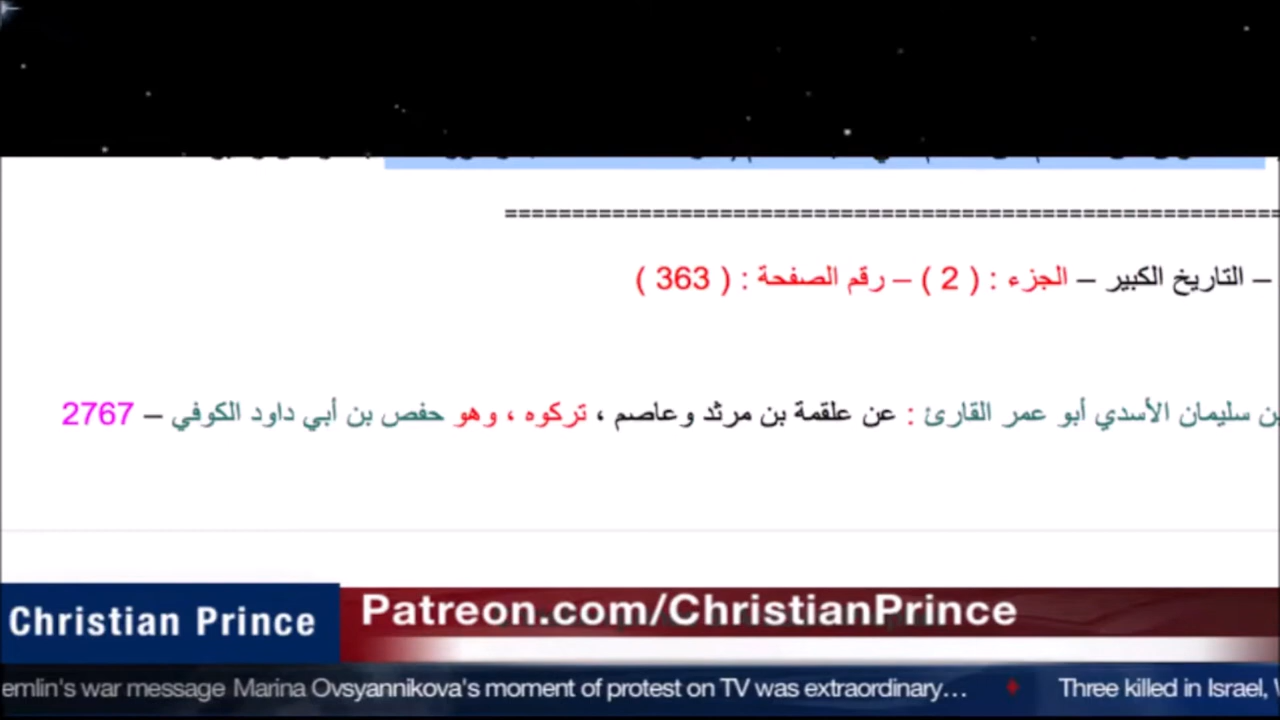 ==========================================================
– التاريخ الكبير – الجزء : ( 2 ) – رقم الصفحة : ( 363 )
بن سليمان الأسدي أبو عمر القارئ : عن علقمة بن مرثد وعاصم ، تركوه ، وهو حفص بن أبي داود الكوفي – 2767
Christian Prince
Patreon.com/ChristianPrince
emlin's war message Marina Ovsyannikova's moment of protest on TV was extraordinary… ♦ Three killed in Israel,